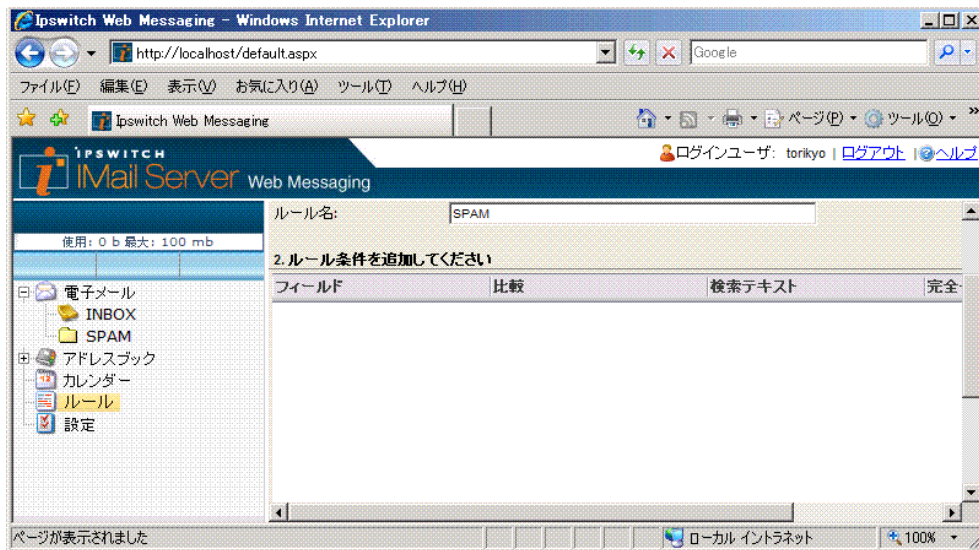 Ipswitch Web Messaging - Windows Internet Explorer
http://localhost/default.aspx
Google
ファイル(F) 編集(E) 表示(V) お気に入り(A) ツール(T) ヘルプ(H)
Ipswitch Web Messaging
ページ(P) ツール(O)
IPSWITCH
IMail Server Web Messaging
ログインユーザ: torikyo | ログアウト | ヘルプ
使用: 0 b 最大: 100 mb
電子メール
INBOX
SPAM
アドレスブック
カレンダー
ルール
設定
ルール名: SPAM
2. ルール条件を追加してください
フィールド 比較 検索テキスト 完全
ページが表示されました
ローカル イントラネット 100%